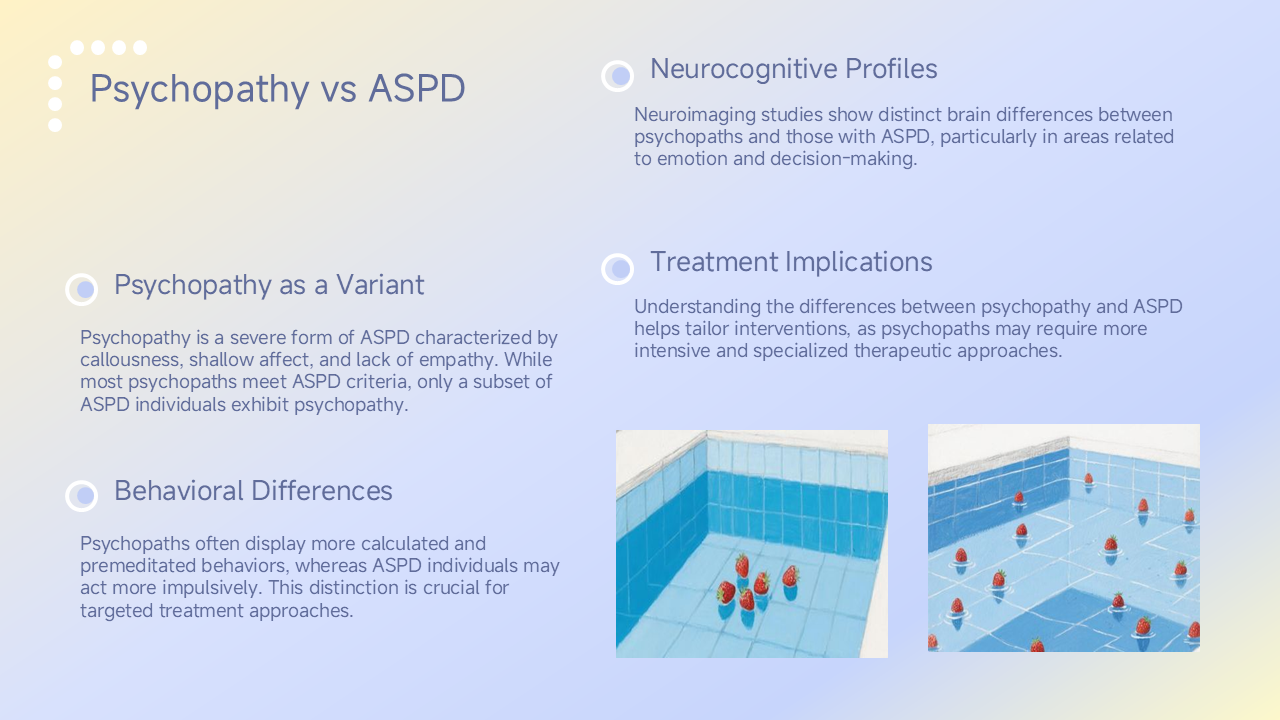 Psychopathy vs ASPD
Psychopathy as a Variant
Psychopathy is a severe form of ASPD characterized by
callousness, shallow affect, and lack of empathy. While
most psychopaths meet ASPD criteria, only a subset of
ASPD individuals exhibit psychopathy.
Behavioral Differences
Psychopaths often display more calculated and
premeditated behaviors, whereas ASPD individuals may
act more impulsively. This distinction is crucial for
targeted treatment approaches.
Neurocognitive Profiles
Neuroimaging studies show distinct brain differences between
psychopaths and those with ASPD, particularly in areas related
to emotion and decision-making.
Treatment Implications
Understanding the differences between psychopathy and ASPD
helps tailor interventions, as psychopaths may require more
intensive and specialized therapeutic approaches.